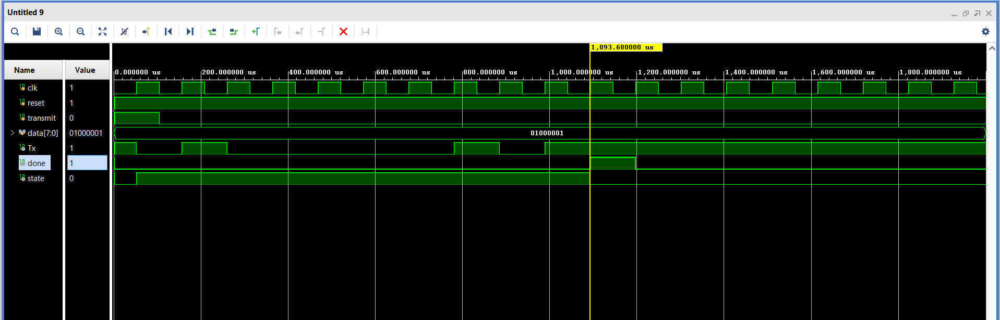 Untitled 9
1,093.680000 us
Name Value
0.000000 us 200.000000 us 400.000000 us 600.000000 us 800.000000 us 1,000.000000 us 1,200.000000 us 1,400.000000 us 1,600.000000 us 1,800.000000 us
clk 1
reset 1
transmit 0
data[7:0] 01000001 01000001
Tx 1
done 1
state 0